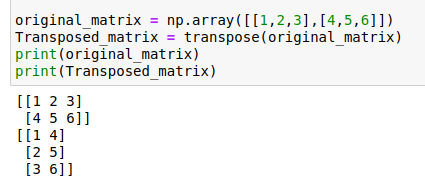 original_matrix = np.array([[1,2,3],[4,5,6]])
Transposed_matrix = transpose(original_matrix)
print(original_matrix)
print(Transposed_matrix)
[[1 2 3]
 [4 5 6]]
[[1 4]
 [2 5]
 [3 6]]